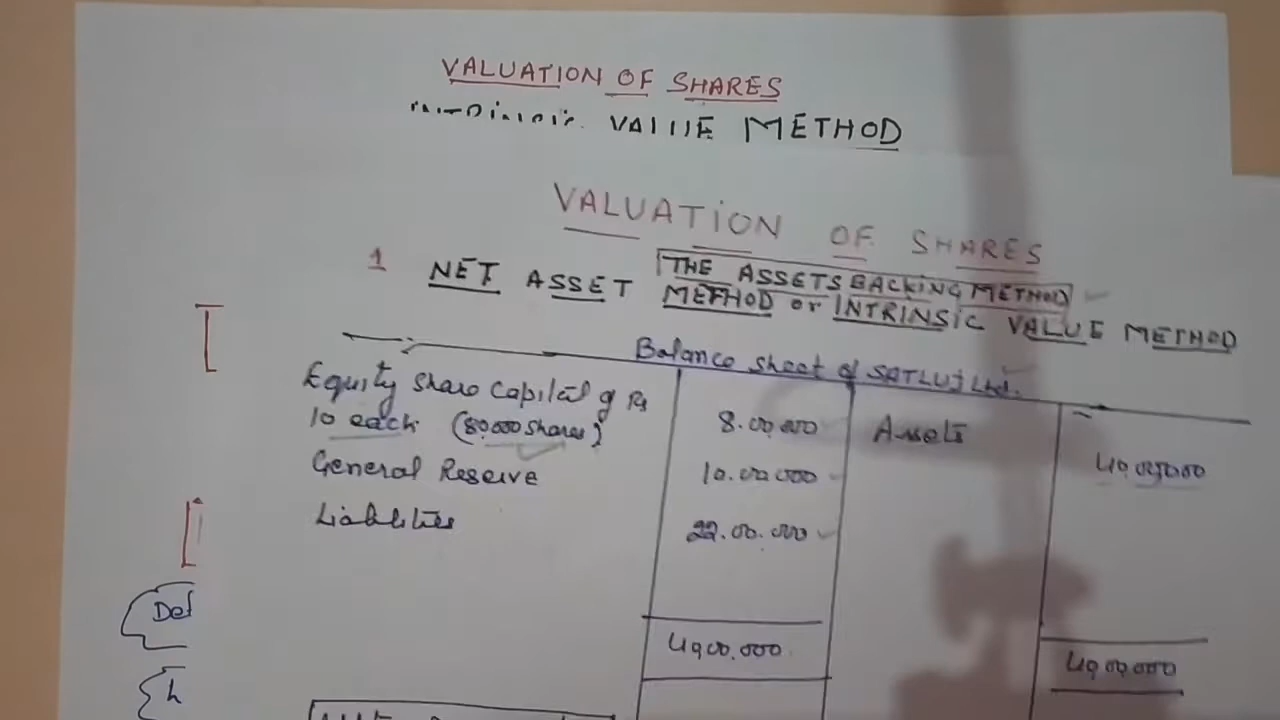 VALUATION OF SHARES
VALUE METHOD
VALUATION OF SHARES
1 NET ASSET METHOD or INTRINSIC VALUE METHOD
THE ASSETS BACKING METHOD
Balance Sheet of SATLUJ Ltd.
Equity Share Capital of Rs
10 each (80,000 Shares) 8.00.000 Assets 40,00,000
General Reserve 10.00.000
Liabilities 22.00.000
4000.000 40,00,000
Def